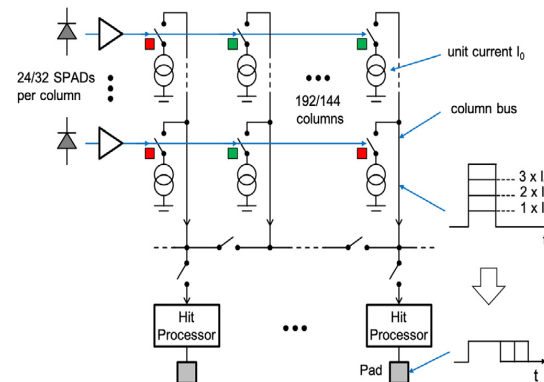 unit current I₀
24/32 SPADs
per column
192/144
columns
column bus
3 x I
2 x I
1 x I
t
Hit
Processor
Hit
Processor
Pad
t